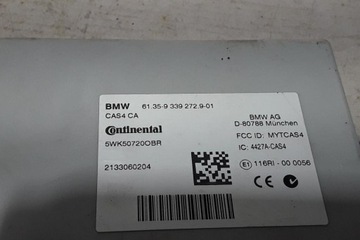 BMW 61.35-9 339 272.9-01
CAS4 CA
Continental
5WK50720OBR
2133060204
BMW AG
D-80788 München
FCC ID: MYTCAS4
IC: 4427A-CAS4
E1 116RI - 00 0056
CE